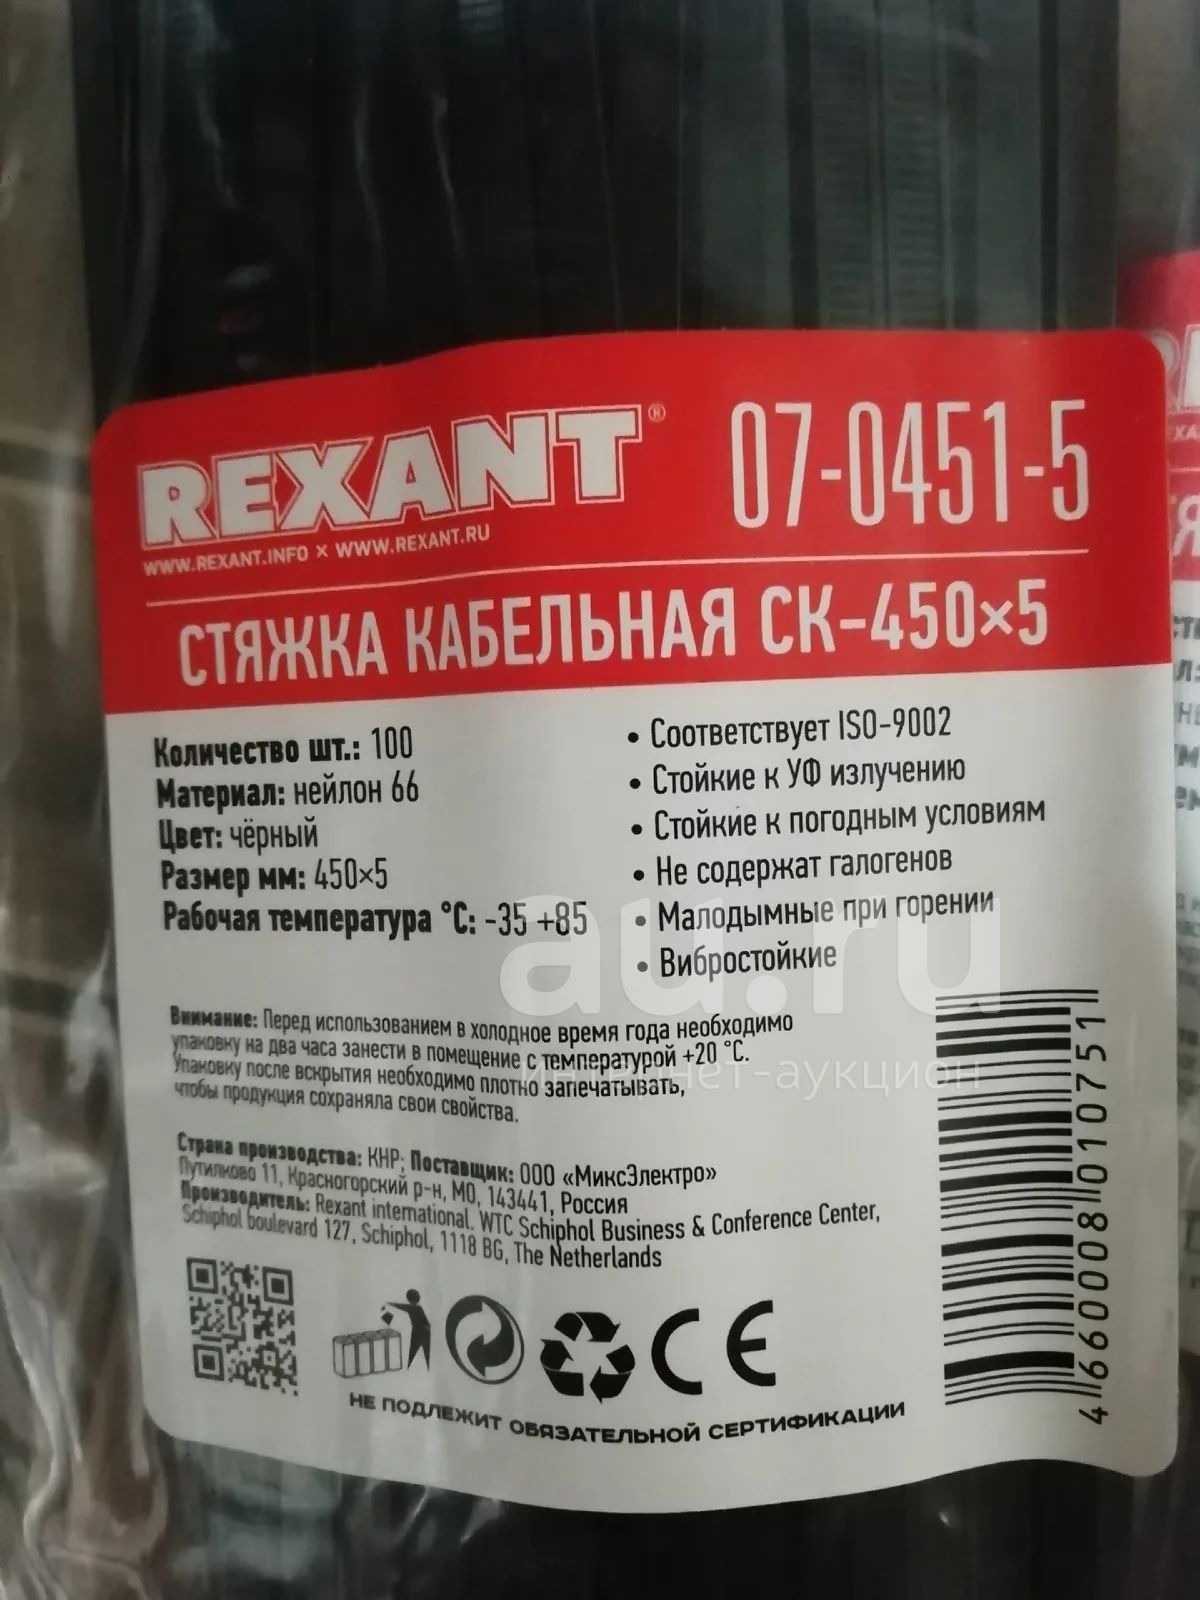 REXANT®
WWW.REXANT.INFO × WWW.REXANT.RU
07-0451-5
СТЯЖКА КАБЕЛЬНАЯ СК-450×5
Количество шт.: 100
Материал: нейлон 66
Цвет: чёрный
Размер мм: 450×5
Рабочая температура °C: -35 +85
• Соответствует ISO-9002
• Стойкие к УФ излучению
• Стойкие к погодным условиям
• Не содержат галогенов
• Малодымные при горении
• Вибростойкие
au.ru
интернет-аукцион
Внимание: Перед использованием в холодное время года необходимо
упаковку на два часа занести в помещение с температурой +20 °C.
Упаковку после вскрытия необходимо плотно запечатывать,
чтобы продукция сохраняла свои свойства.
Страна производства: КНР; Поставщик: ООО «МиксЭлектро»
Путилково 11, Красногорский р-н, МО, 143441, Россия
Производитель: Rexant international. WTC Schiphol Business & Conference Center,
Schiphol boulevard 127, Schiphol, 1118 BG, The Netherlands
CE
НЕ ПОДЛЕЖИТ ОБЯЗАТЕЛЬНОЙ СЕРТИФИКАЦИИ
4660008010751